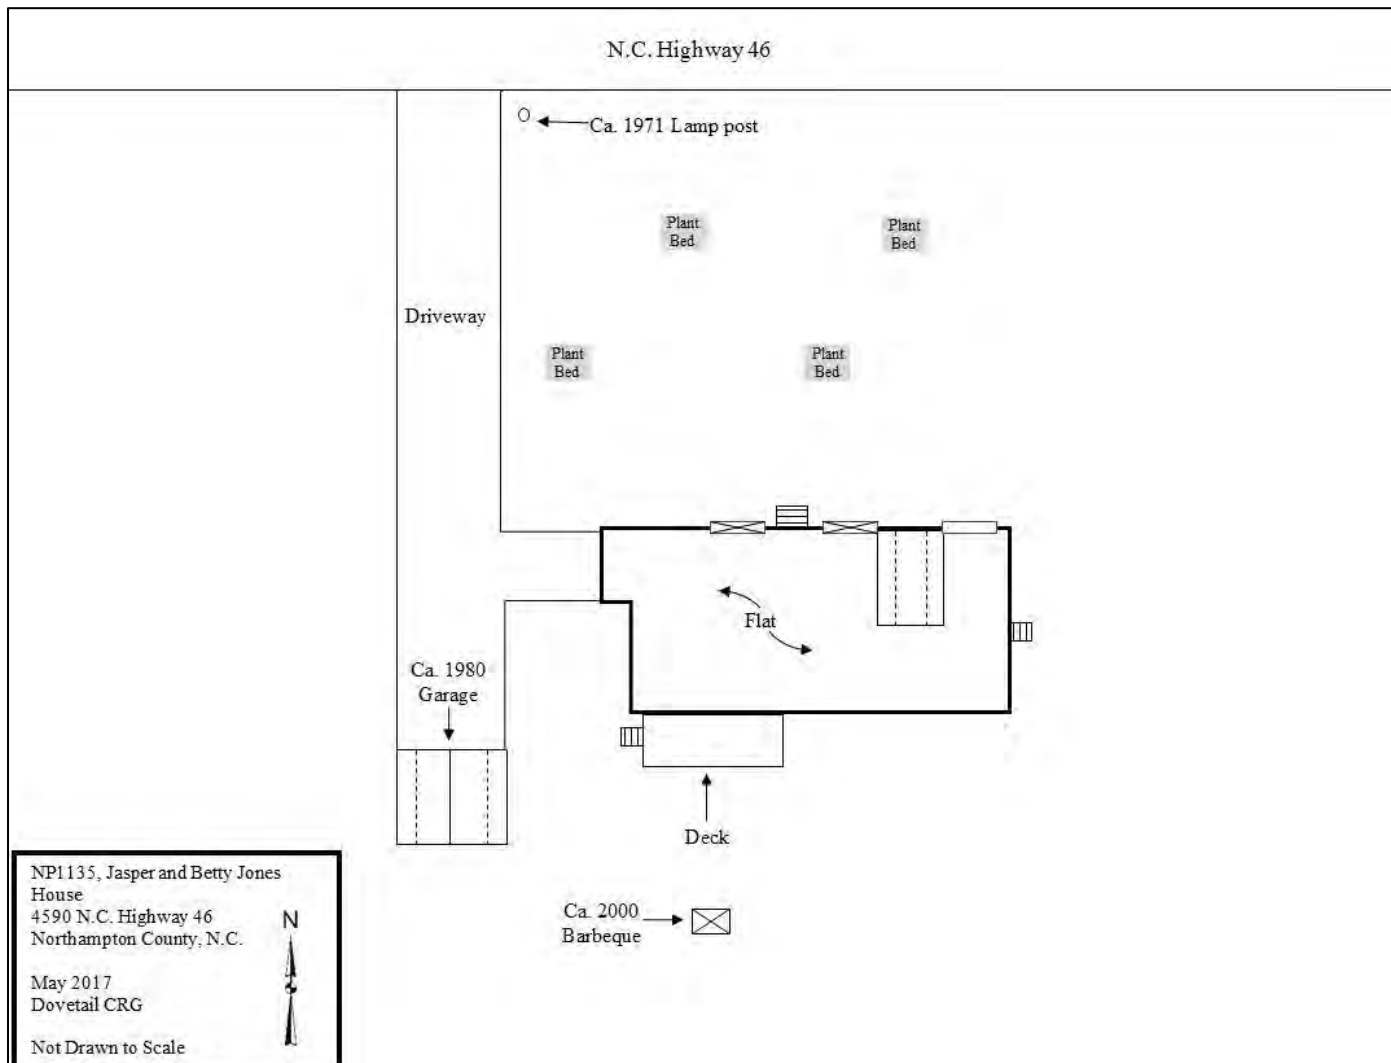 N.C. Highway 46
Ca. 1971 Lamp post
Plant
Bed
Plant
Bed
Driveway
Plant
Bed
Plant
Bed
Flat
Ca. 1980
Garage
Deck
NP1135, Jasper and Betty Jones
House
4590 N.C. Highway 46
Northampton County, N.C.
N
May 2017
Dovetail CRG
Not Drawn to Scale
Ca. 2000
Barbeque